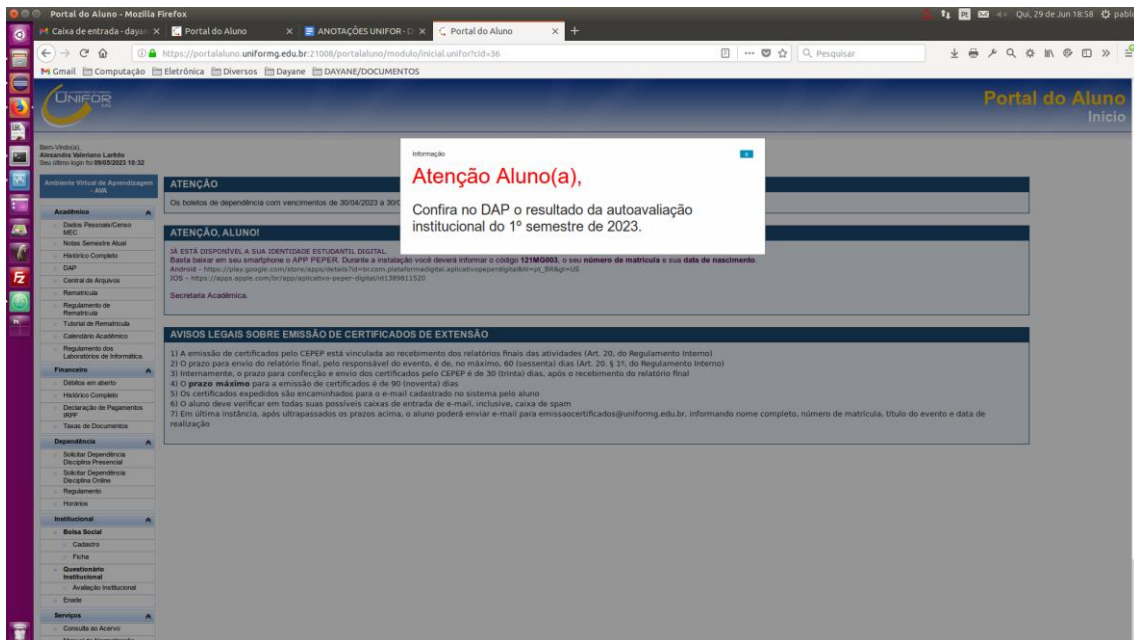 Portal do Aluno - Mozilla Firefox
Pt
Qui, 29 de Jun 18:58
pablo
Caixa de entrada - dayan
Portal do Aluno
ANOTAÇÕES UNIFOR - D
Portal do Aluno
https://portalaluno.uniformg.edu.br:21008/portalaluno/modulo/inicial.unifor?cid=36
Pesquisar
Gmail
Computação
Eletrônica
Diversos
Dayane
DAYANE/DOCUMENTOS
UNIFOR
Portal do Aluno
Início
Bem-Vindo(a),
Alexandra Valeriano Larêdo
Seu último login foi 09/05/2023 10:32
Ambiente Virtual de Aprendizagem
- AVA
Acadêmico
Dados Pessoais/Censo
MEC
Notas Semestre Atual
Histórico Completo
DAP
Central de Arquivos
Rematrícula
Regulamento de
Rematrícula
Tutorial de Rematrícula
Calendário Acadêmico
Regulamento dos
Laboratórios de Informática.
Financeiro
Débitos em aberto
Histórico Completo
Declaração de Pagamentos
IRPF
Taxas de Documentos
Dependência
Solicitar Dependência
Disciplina Presencial
Solicitar Dependência
Disciplina Online
Regulamento
Horários
Institucional
Bolsa Social
Cadastro
Ficha
Questionário
Institucional
Avaliação Institucional
Enade
Serviços
Consulta ao Acervo
ATENÇÃO
Os boletos de dependência com vencimentos de 30/04/2023 a
Informação
Atenção Aluno(a),
Confira no DAP o resultado da autoavaliação
institucional do 1º semestre de 2023.
ATENÇÃO, ALUNO!
JÁ ESTÁ DISPONÍVEL A SUA IDENTIDADE ESTUDANTIL DIGITAL.
Basta baixar em seu smartphone o APP PEPER. Durante a instalação você deverá informar o código 121MG003, o seu número de matrícula e sua data de nascimento.
Android - https://play.google.com/store/apps/details?id=br.com.plataformadigital.aplicativopeperdigital&hl=pt_BR&gl=US
IOS - https://apps.apple.com/br/app/aplicativo-peper-digital/id1389811520
Secretaria Acadêmica.
AVISOS LEGAIS SOBRE EMISSÃO DE CERTIFICADOS DE EXTENSÃO
1) A emissão de certificados pelo CEPEP está vinculada ao recebimento dos relatórios finais das atividades (Art. 20, do Regulamento Interno)
2) O prazo para envio do relatório final, pelo responsável do evento, é de, no máximo, 60 (sessenta) dias (Art. 20. § 1º, do Regulamento Interno)
3) Internamente, o prazo para confecção e envio dos certificados pelo CEPEP é de 30 (trinta) dias, após o recebimento do relatório final
4) O prazo máximo para a emissão de certificados é de 90 (noventa) dias
5) Os certificados expedidos são encaminhados para o e-mail cadastrado no sistema pelo aluno
6) O aluno deve verificar em todas suas possíveis caixas de entrada de e-mail, inclusive, caixa de spam
7) Em última instância, após ultrapassados os prazos acima, o aluno poderá enviar e-mail para emissaocertificados@uniformg.edu.br, informando nome completo, número de matrícula, título do evento e data de
realização